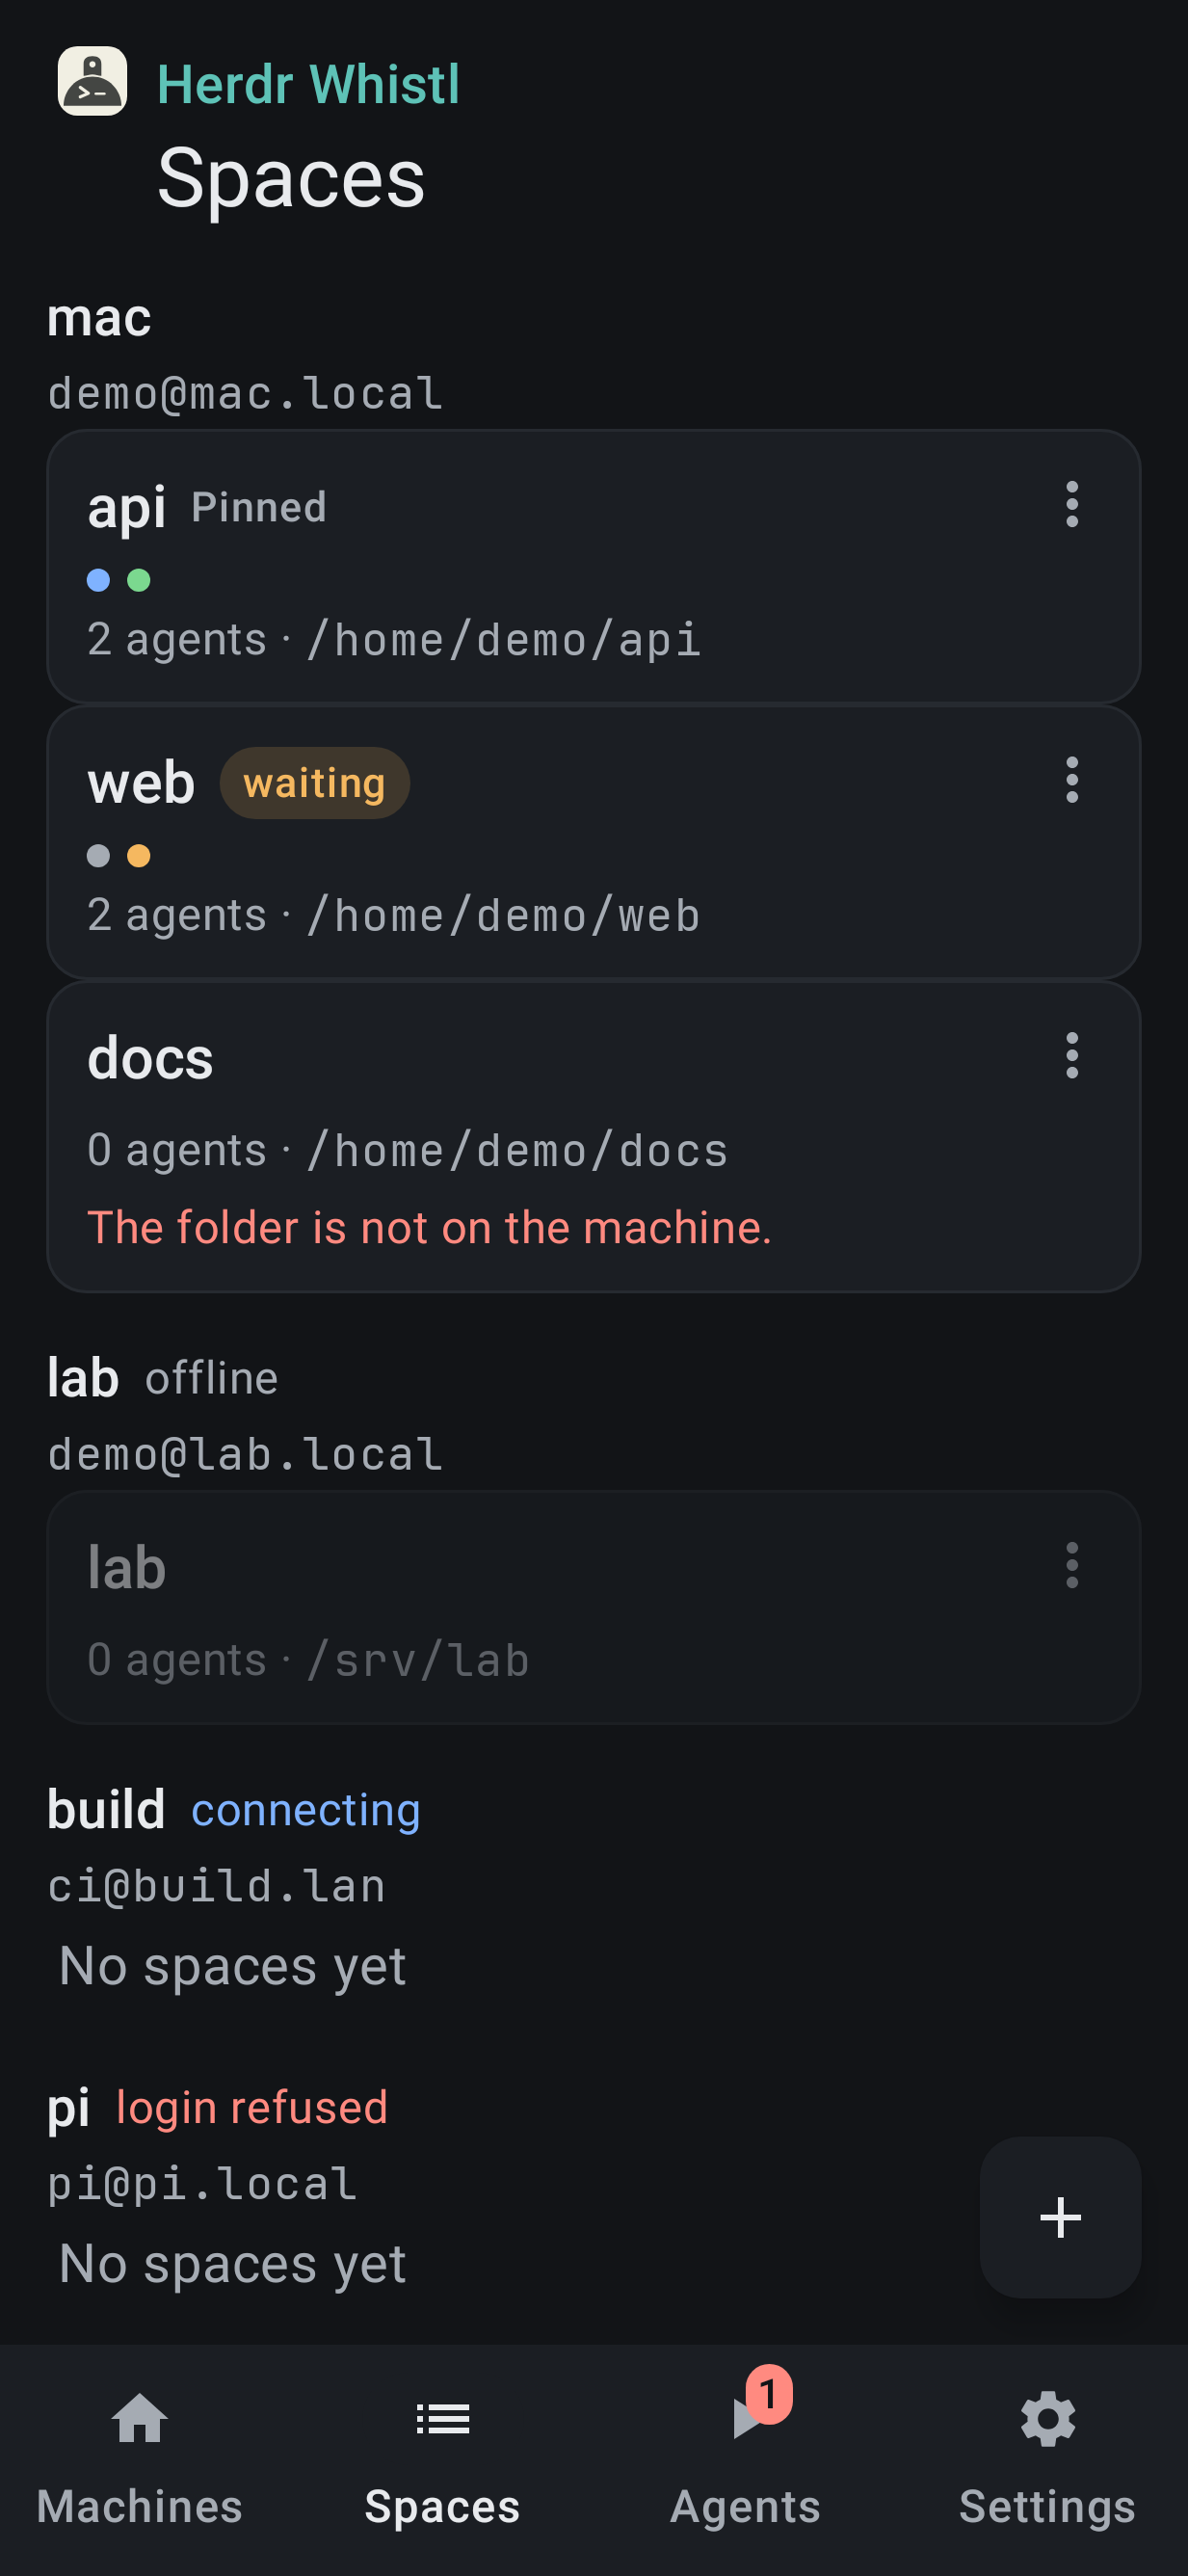 Herdr Whistl
Spaces
mac
demo@mac.local
api Pinned
2 agents · /home/demo/api
web waiting
2 agents · /home/demo/web
docs
0 agents · /home/demo/docs
The folder is not on the machine.
lab offline
demo@lab.local
lab
0 agents · /srv/lab
build connecting
ci@build.lan
No spaces yet
pi login refused
pi@pi.local
No spaces yet
1
Machines Spaces Agents Settings